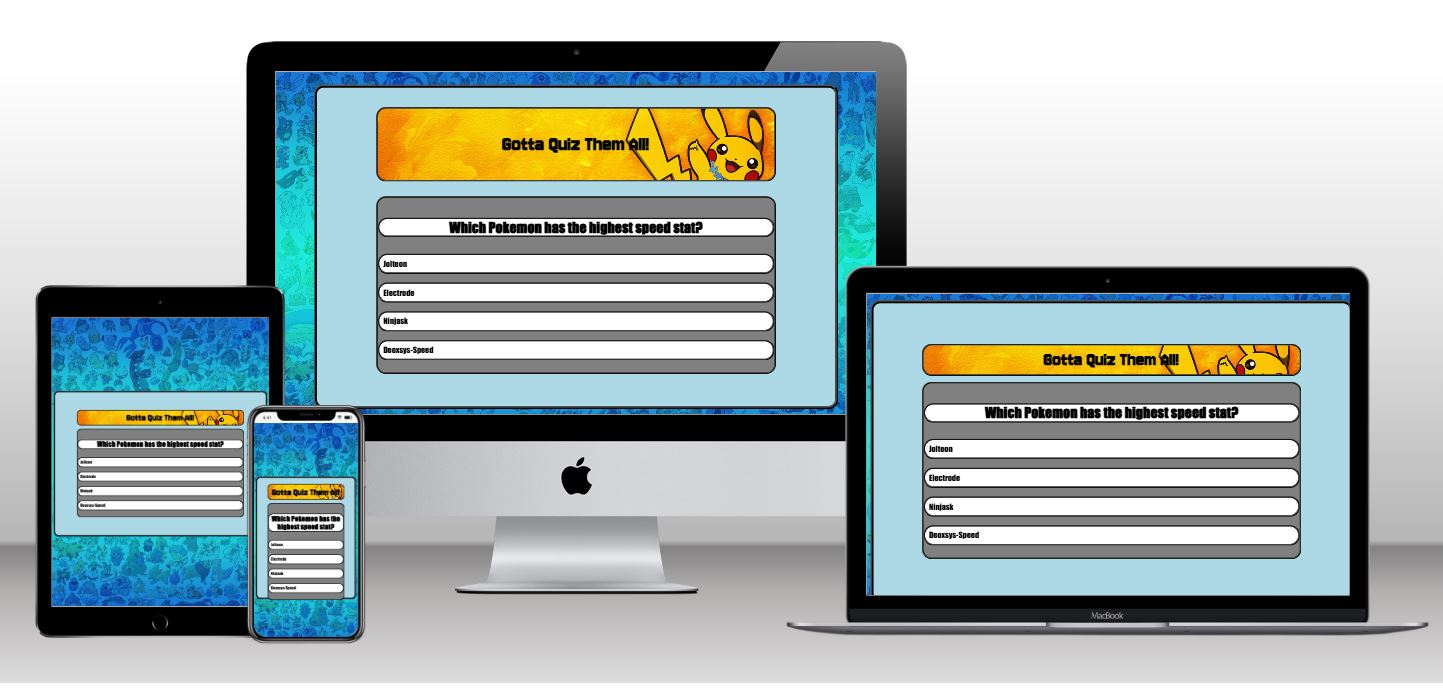 Gotta Quiz Them All!
Which Pokemon has the highest speed stat?
Jolteon
Electrode
Ninjask
Deoxsys-Speed
Gotta Quiz Them All!
Which Pokemon has the highest speed stat?
Jolteon
Electrode
Ninjask
Deoxsys-Speed
9:41
Gotta Quiz Them All!
Which Pokemon has the
highest speed stat?
Jolteon
Electrode
Ninjask
Deoxsys-Speed
Gotta Quiz Them All!
Which Pokemon has the highest speed stat?
Jolteon
Electrode
Ninjask
Deoxsys-Speed
MacBook